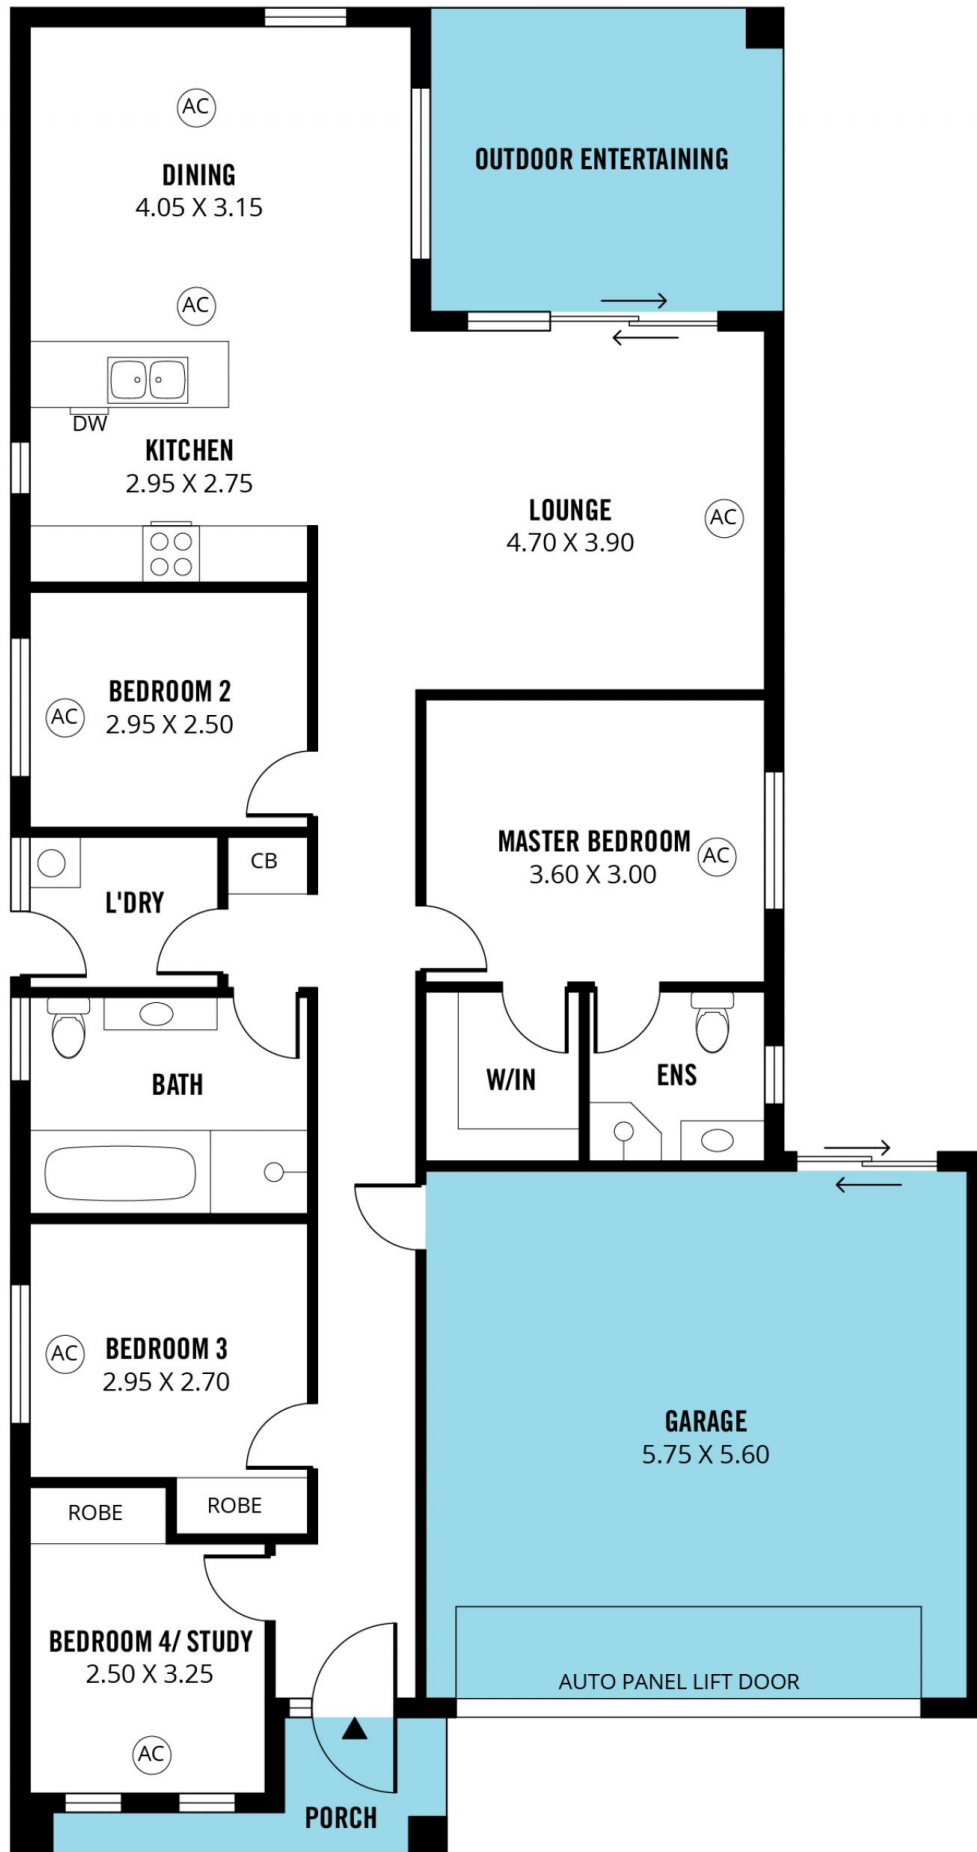 AC
DINING
4.05 X 3.15
OUTDOOR ENTERTAINING
AC
DW
KITCHEN
2.95 X 2.75
LOUNGE
4.70 X 3.90
AC
BEDROOM 2
2.95 X 2.50
AC
MASTER BEDROOM
3.60 X 3.00
AC
CB
L'DRY
BATH
W/IN
ENS
BEDROOM 3
2.95 X 2.70
AC
GARAGE
5.75 X 5.60
ROBE
ROBE
BEDROOM 4/ STUDY
2.50 X 3.25
AUTO PANEL LIFT DOOR
AC
PORCH